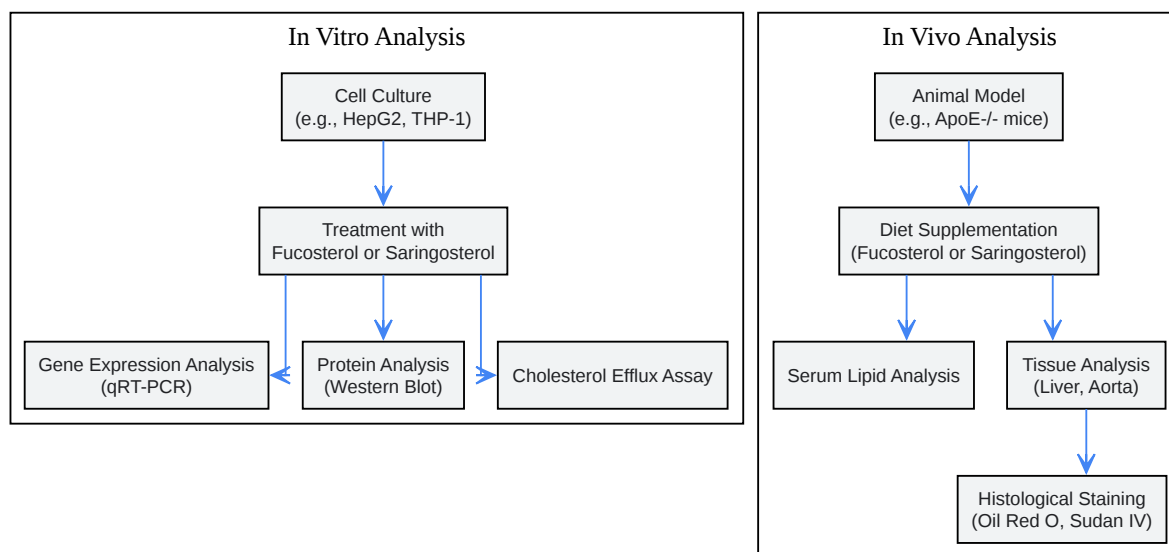 In Vitro Analysis
Cell Culture
(e.g., HepG2, THP-1)
Treatment with
Fucosterol or Saringosterol
Gene Expression Analysis
(qRT-PCR)
Protein Analysis
(Western Blot)
Cholesterol Efflux Assay
In Vivo Analysis
Animal Model
(e.g., ApoE-/- mice)
Diet Supplementation
(Fucosterol or Saringosterol)
Serum Lipid Analysis
Tissue Analysis
(Liver, Aorta)
Histological Staining
(Oil Red O, Sudan IV)